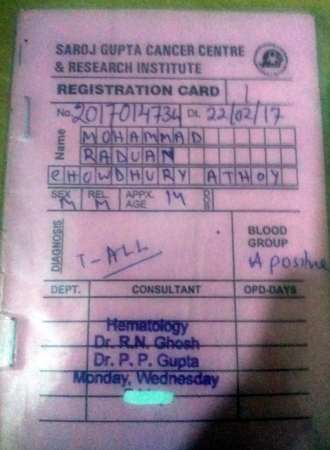 SAROJ GUPTA CANCER CENTRE
& RESEARCH INSTITUTE
REGISTRATION CARD 1
No. 2017014734 Dt. 22/02/17
Name
MOHAMMAD
RADUAN
CHOWDHURY ATHOY
SEX M REL. M APPX. AGE 14 DOB
DIAGNOSIS
T-ALL
BLOOD
GROUP
A positive
DEPT. CONSULTANT OPD-DAYS
Hematology
Dr. R.N. Ghosh
Dr. P. P. Gupta
Monday, Wednesday